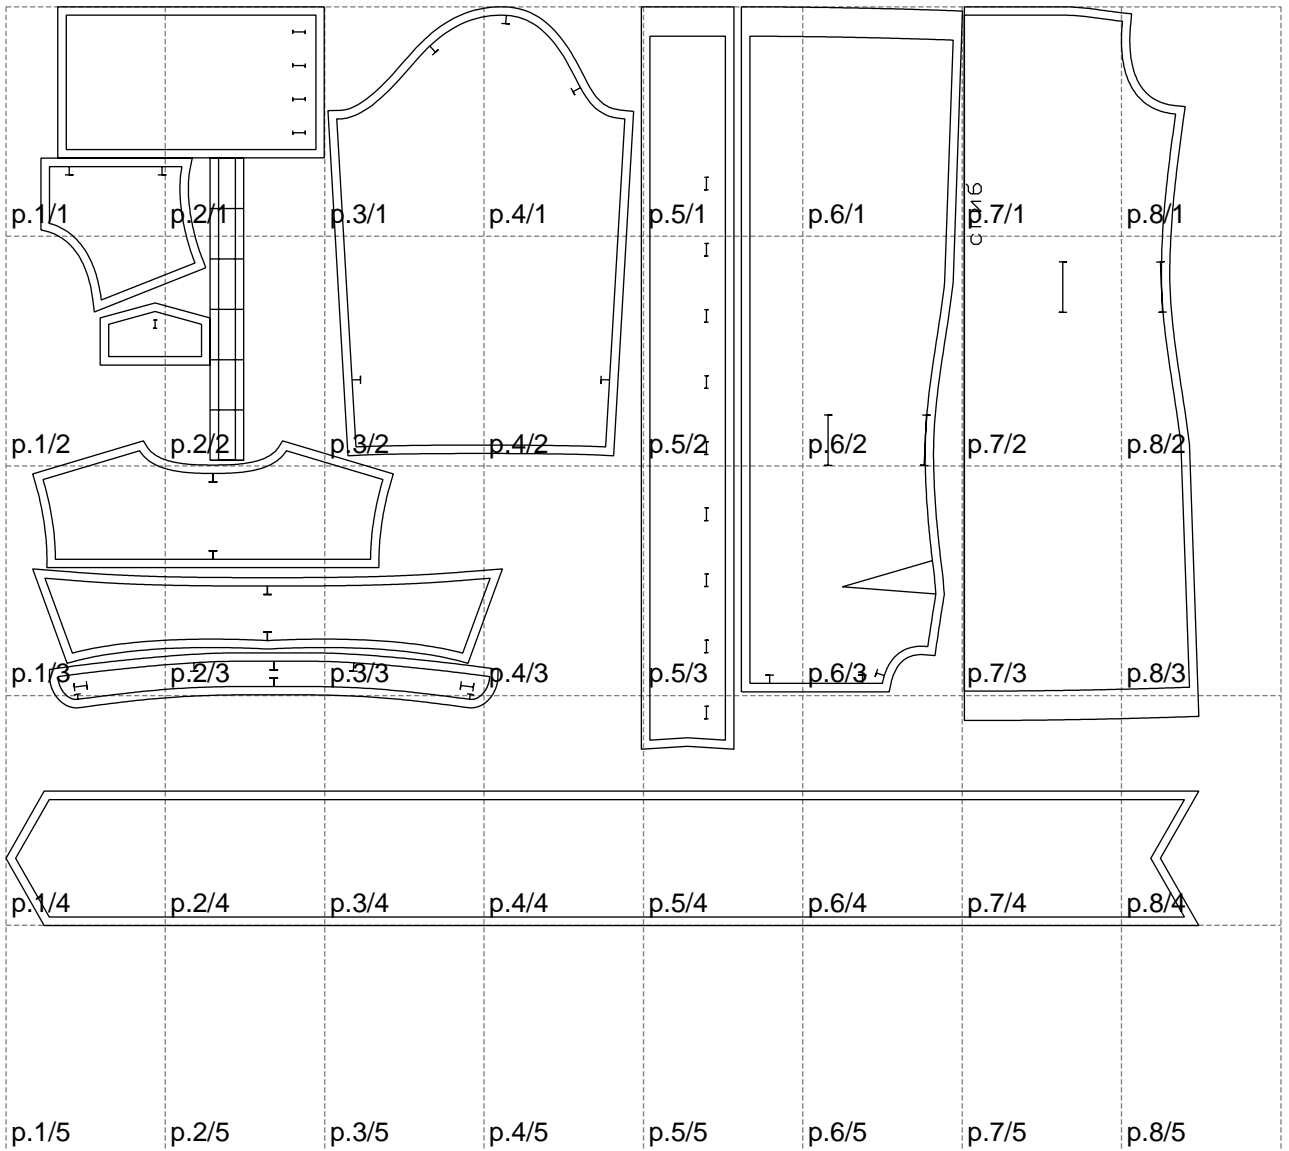 p.1/1 p.2/1 p.3/1 p.4/1 p.5/1 p.6/1 p.7/1 p.8/1
сгиб
p.1/2 p.2/2 p.3/2 p.4/2 p.5/2 p.6/2 p.7/2 p.8/2
p.1/3 p.2/3 p.3/3 p.4/3 p.5/3 p.6/3 p.7/3 p.8/3
p.1/4 p.2/4 p.3/4 p.4/4 p.5/4 p.6/4 p.7/4 p.8/4
p.1/5 p.2/5 p.3/5 p.4/5 p.5/5 p.6/5 p.7/5 p.8/5